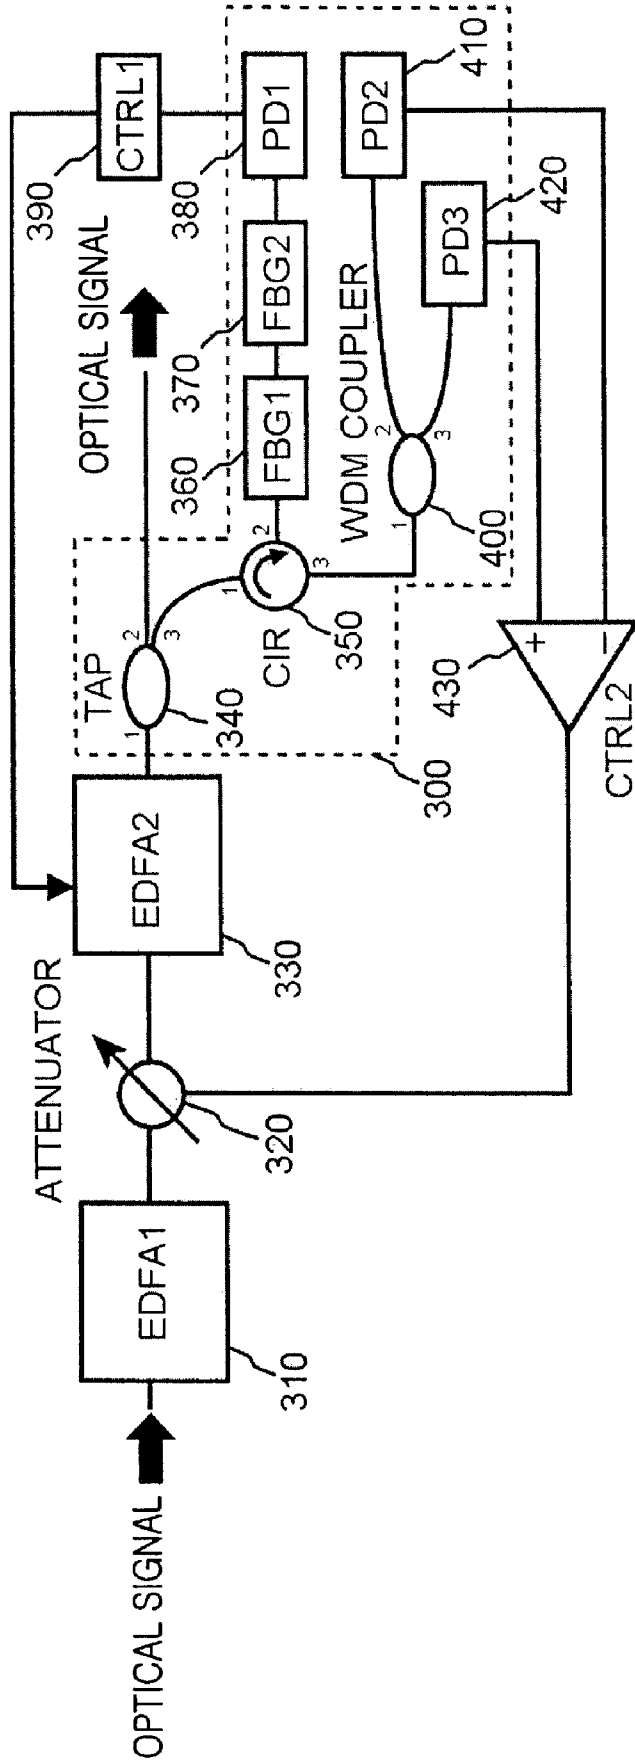 OPTICAL SIGNAL
EDFA1
310
ATTENUATOR
320
EDFA2
330
TAP
1
2
3
340
OPTICAL SIGNAL
390
CTRL1
CIR
1
2
3
350
360
FBG1
370
FBG2
380
PD1
300
WDM COUPLER
1
2
3
400
PD2
410
PD3
420
430
+
−
CTRL2